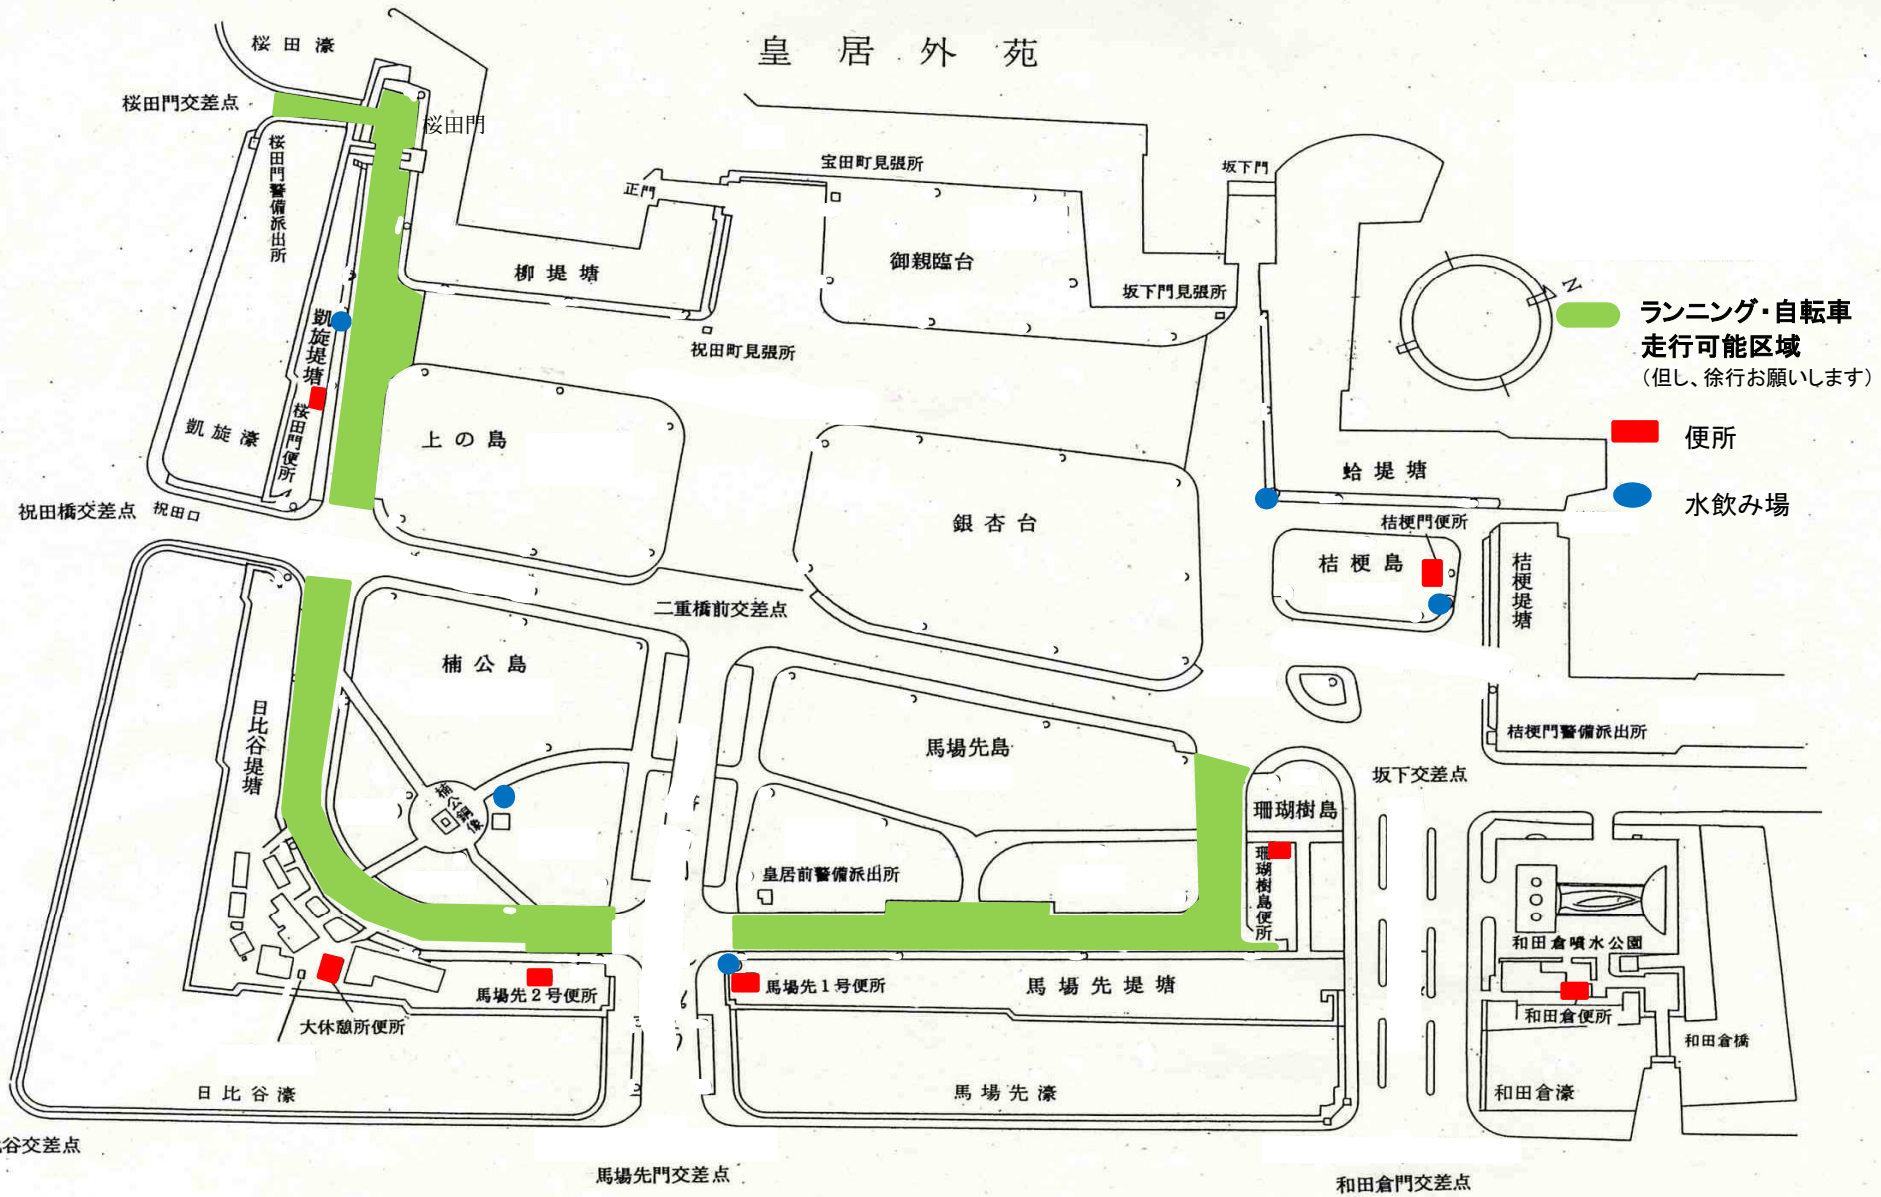 皇居外苑
桜田濠
桜田門交差点
桜田門
桜田門警備派出所
正門
宝田町見張所
坂下門
柳堤塘
御親臨台
坂下門見張所
祝田町見張所
N
ランニング・自転車
走行可能区域
（但し、徐行お願いします）
便所
水飲み場
凱旋堤塘
桜田門便所
凱旋濠
上の島
銀杏台
蛤堤塘
桔梗門便所
桔梗島
桔梗堤塘
祝田橋交差点
祝田口
二重橋前交差点
楠公島
日比谷堤塘
楠公銅像
馬場先島
桔梗門警備派出所
坂下交差点
珊瑚樹島
珊瑚樹島便所
皇居前警備派出所
和田倉噴水公園
馬場先2号便所
馬場先1号便所
馬場先堤塘
大休憩所便所
和田倉便所
和田倉橋
日比谷濠
馬場先濠
和田倉濠
谷交差点
馬場先門交差点
和田倉門交差点